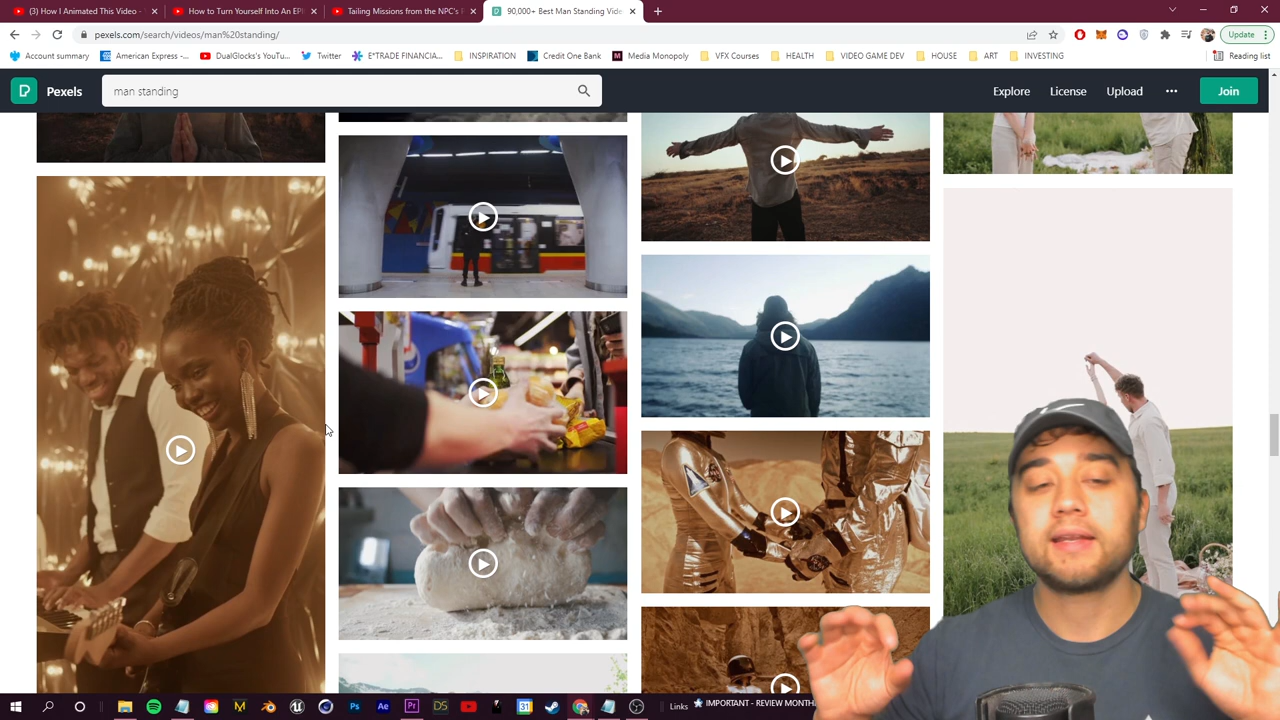 (3) How I Animated This Video -
How to Turn Yourself Into An EPI
Tailing Missions from the NPC's P
90,000+ Best Man Standing Vide
pexels.com/search/videos/man%20standing/
Update
Account summary
American Express -...
DualGlocks's YouTu...
Twitter
E*TRADE FINANCIA...
INSPIRATION
Credit One Bank
Media Monopoly
VFX Courses
HEALTH
VIDEO GAME DEV
HOUSE
ART
INVESTING
Reading list
Pexels
man standing
Explore
License
Upload
Join
Links
IMPORTANT - REVIEW MONTH